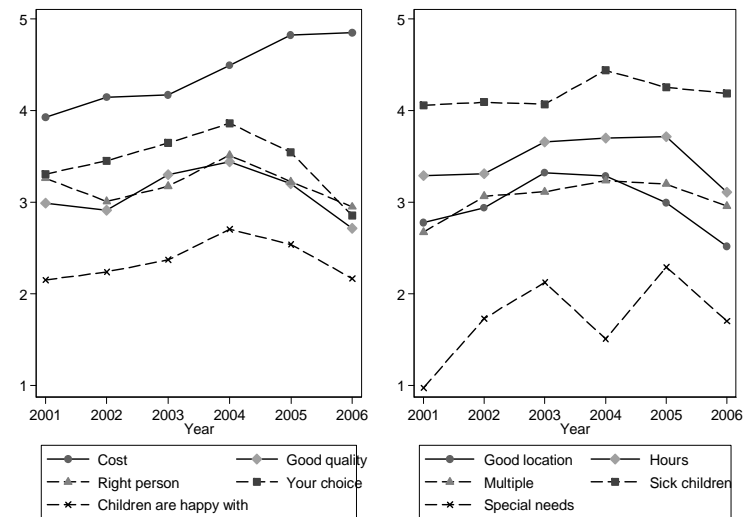 5
4
3
2
1
2001 2002 2003 2004 2005 2006
Year
Cost Good quality
Right person Your choice
Children are happy with
5
4
3
2
1
2001 2002 2003 2004 2005 2006
Year
Good location Hours
Multiple Sick children
Special needs